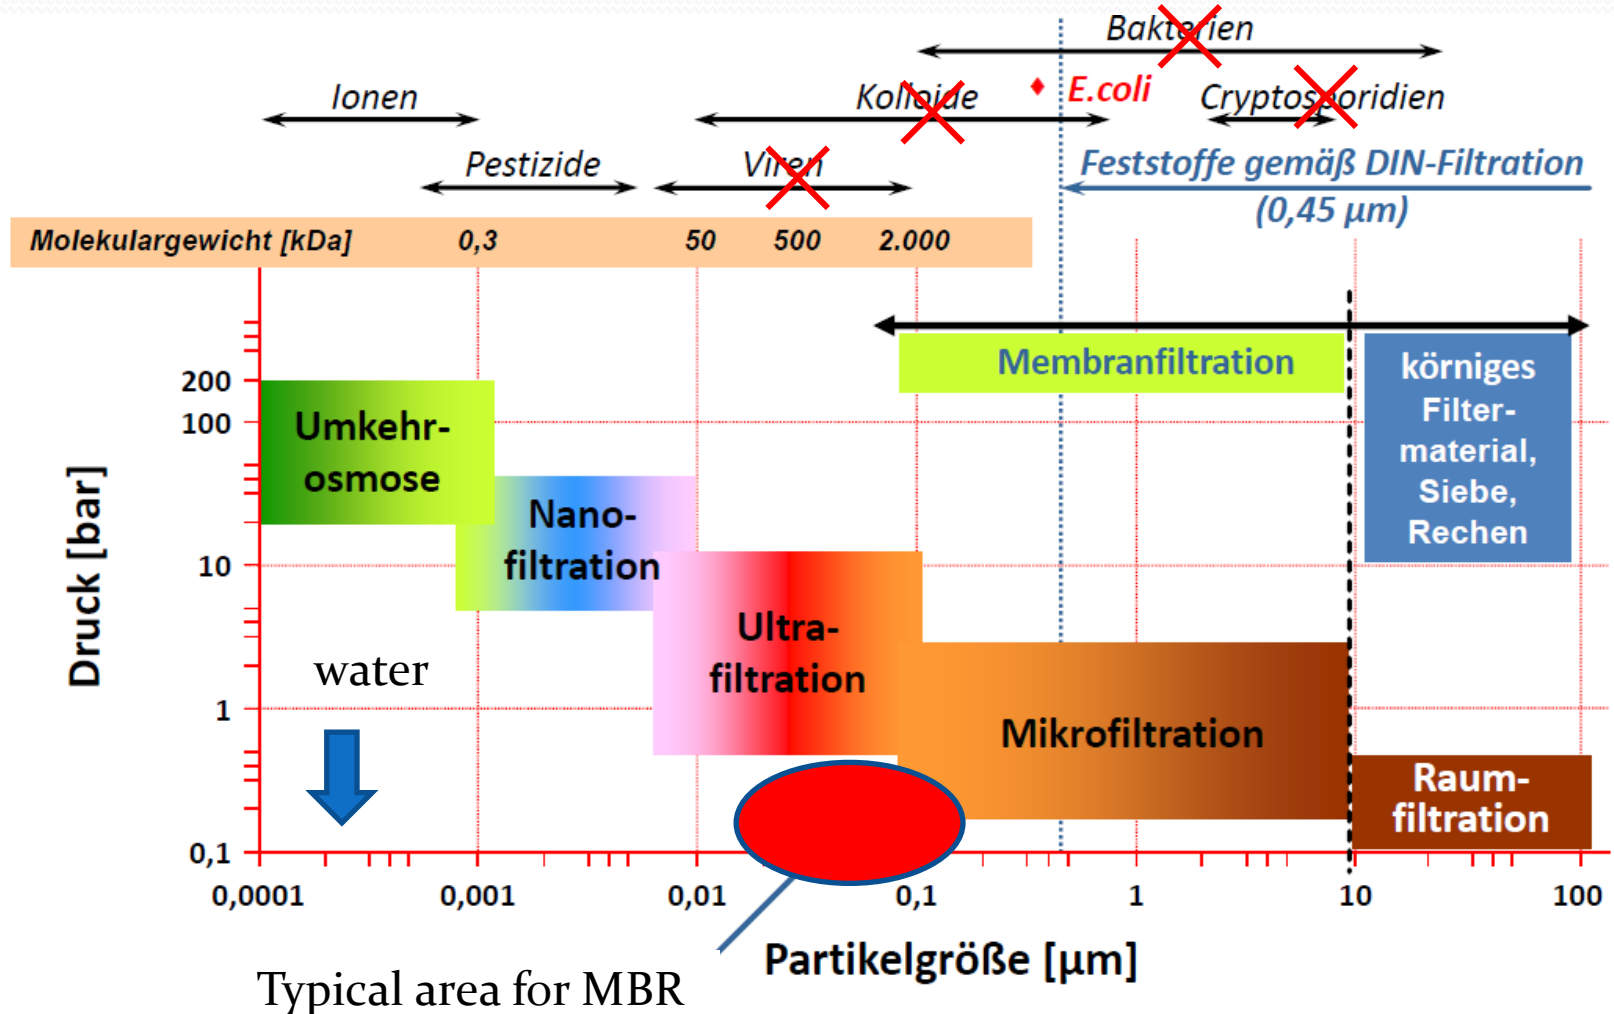 Bakterien
Ionen
Kolloide
E.coli
Cryptosporidien
Pestizide
Viren
Feststoffe gemäß DIN-Filtration
(0,45 µm)
Molekulargewicht [kDa]
0,3
50
500
2.000
Membranfiltration
körniges
Filter-
material,
Siebe,
Rechen
200
100
10
1
0,1
Druck [bar]
Umkehr-
osmose
Nano-
filtration
Ultra-
filtration
Mikrofiltration
Raum-
filtration
water
0,0001
0,001
0,01
0,1
1
10
100
Partikelgröße [µm]
Typical area for MBR